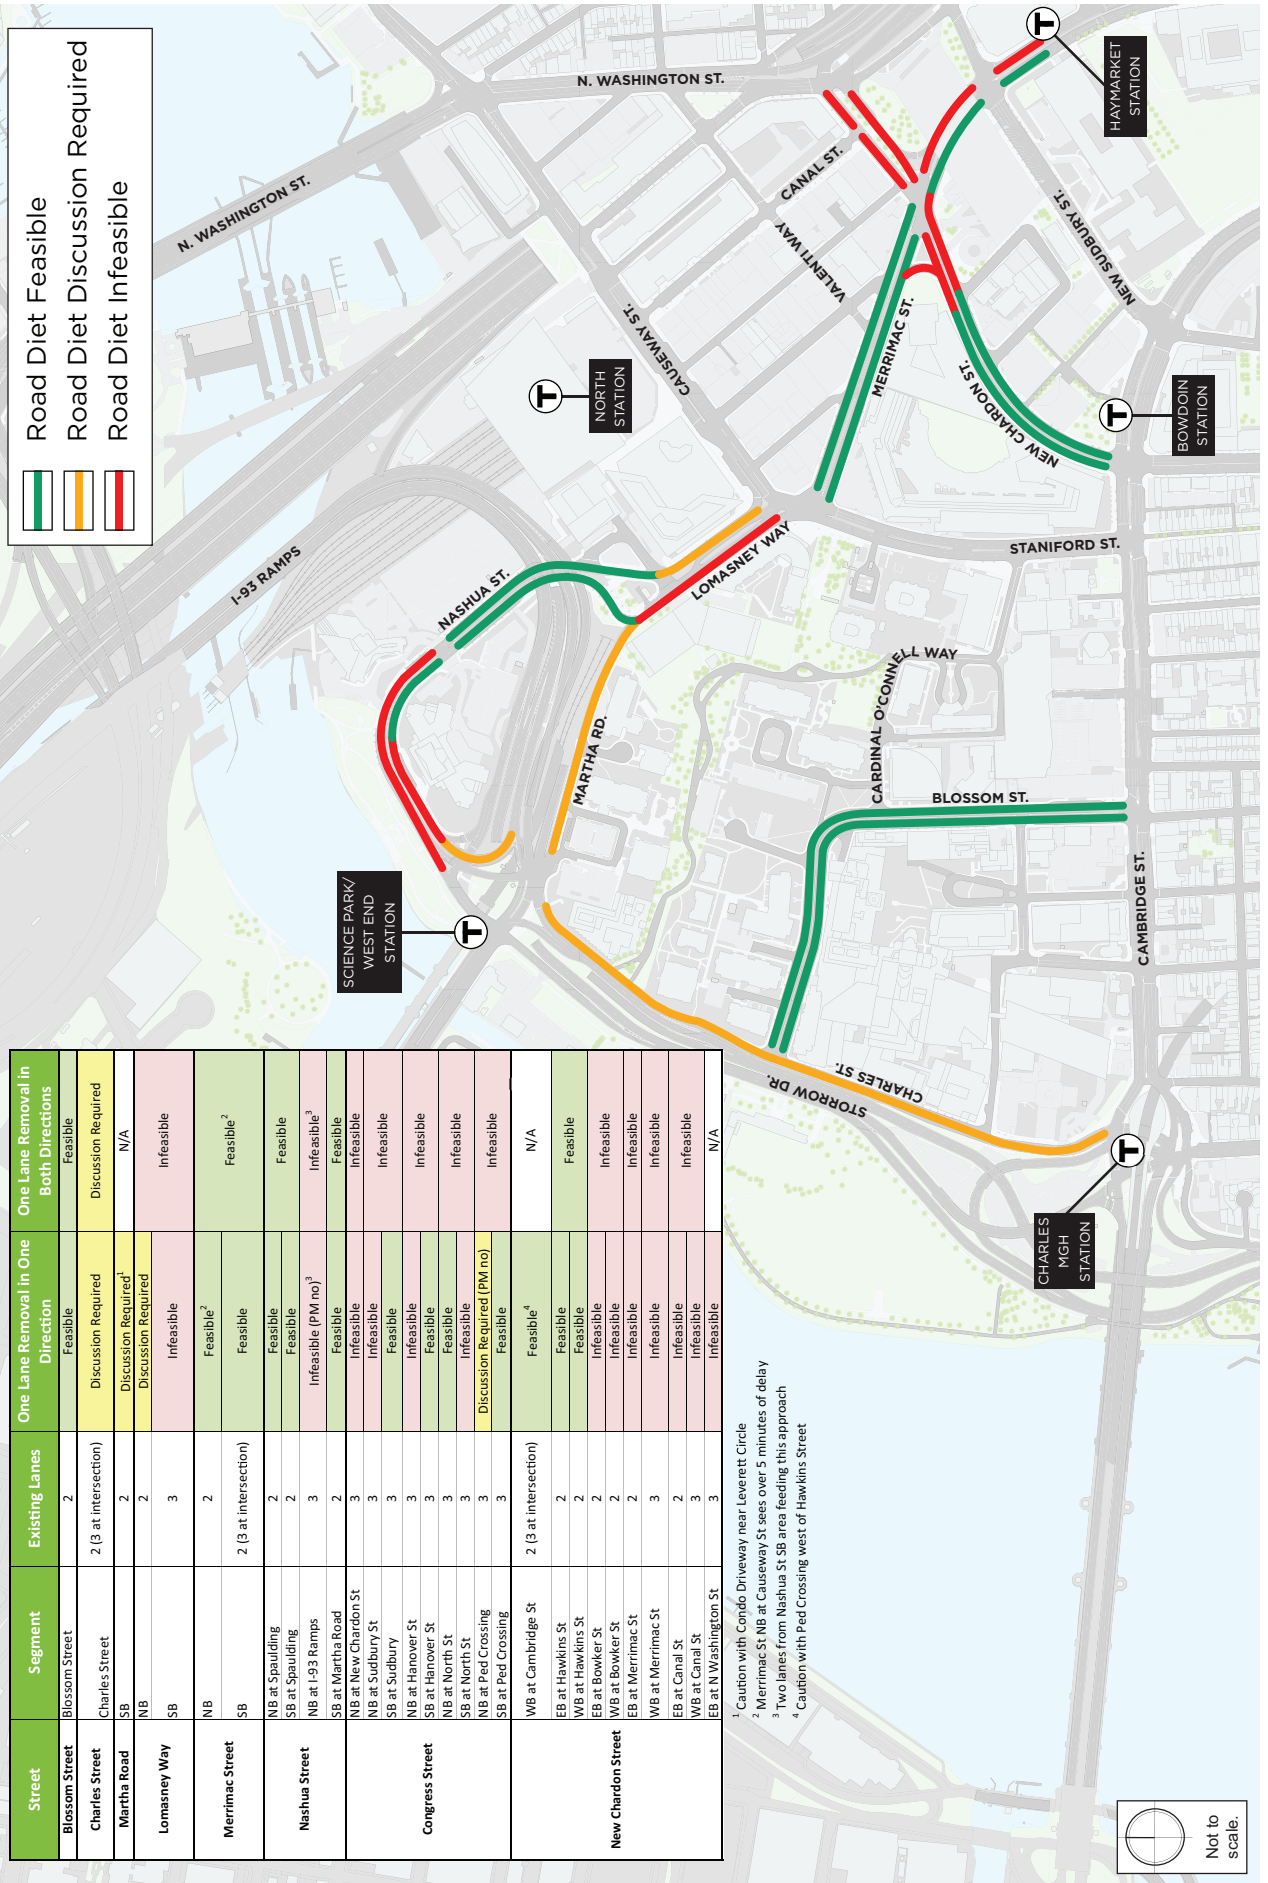 Road Diet Feasible
Road Diet Discussion Required
Road Diet Infeasible
Street Segment Existing Lanes One Lane Removal in One Direction One Lane Removal in Both Directions
Blossom Street Blossom Street 2 Feasible Feasible
Charles Street Charles Street 2 (3 at intersection) Discussion Required Discussion Required
Martha Road SB 2 Discussion Required1 N/A
Lomasney Way NB 2 Discussion Required Infeasible
SB 3 Infeasible
Merrimac Street NB 2 Feasible2 Feasible2
SB 2 (3 at intersection) Feasible
Nashua Street NB at Spaulding 2 Feasible Feasible
SB at Spaulding 2 Feasible
NB at I-93 Ramps 3 Infeasible (PM no)3 Infeasible3
SB at Martha Road 2 Feasible Feasible
Congress Street NB at New Chardon St 3 Infeasible Infeasible
NB at Sudbury St 3 Infeasible Infeasible
SB at Sudbury 3 Feasible
NB at Hanover St 3 Infeasible Infeasible
SB at Hanover St 3 Feasible
NB at North St 3 Feasible Infeasible
SB at North St 3 Infeasible
NB at Ped Crossing 3 Discussion Required (PM no) Infeasible
SB at Ped Crossing 3 Feasible
New Chardon Street WB at Cambridge St 2 (3 at intersection) Feasible4 N/A
EB at Hawkins St 2 Feasible Feasible
WB at Hawkins St 2 Feasible
EB at Bowker St 2 Infeasible Infeasible
WB at Bowker St 2 Infeasible
EB at Merrimac St 2 Infeasible Infeasible
WB at Merrimac St 3 Infeasible Infeasible
EB at Canal St 2 Infeasible Infeasible
WB at Canal St 3 Infeasible
EB at N Washington St 3 Infeasible N/A
1 Caution with Condo Driveway near Leverett Circle
2 Merrimac St NB at Causeway St sees over 5 minutes of delay
3 Two lanes from Nashua St SB area feeding this approach
4 Caution with Ped Crossing west of Hawkins Street
SCIENCE PARK/
WEST END
STATION
T
I-93 RAMPS
N. WASHINGTON ST.
N. WASHINGTON ST.
NASHUA ST.
NORTH
STATION
T
CAUSEWAY ST.
CANAL ST.
VALENTI WAY
MARTHA RD.
LOMASNEY WAY
MERRIMAC ST.
NEW CHARDON ST.
NEW SUDBURY ST.
HAYMARKET
STATION
T
BOWDOIN
STATION
T
STANIFORD ST.
CARDINAL O'CONNELL WAY
BLOSSOM ST.
CAMBRIDGE ST.
STORROW DR.
CHARLES ST.
CHARLES
MGH
STATION
T
Not to
scale.